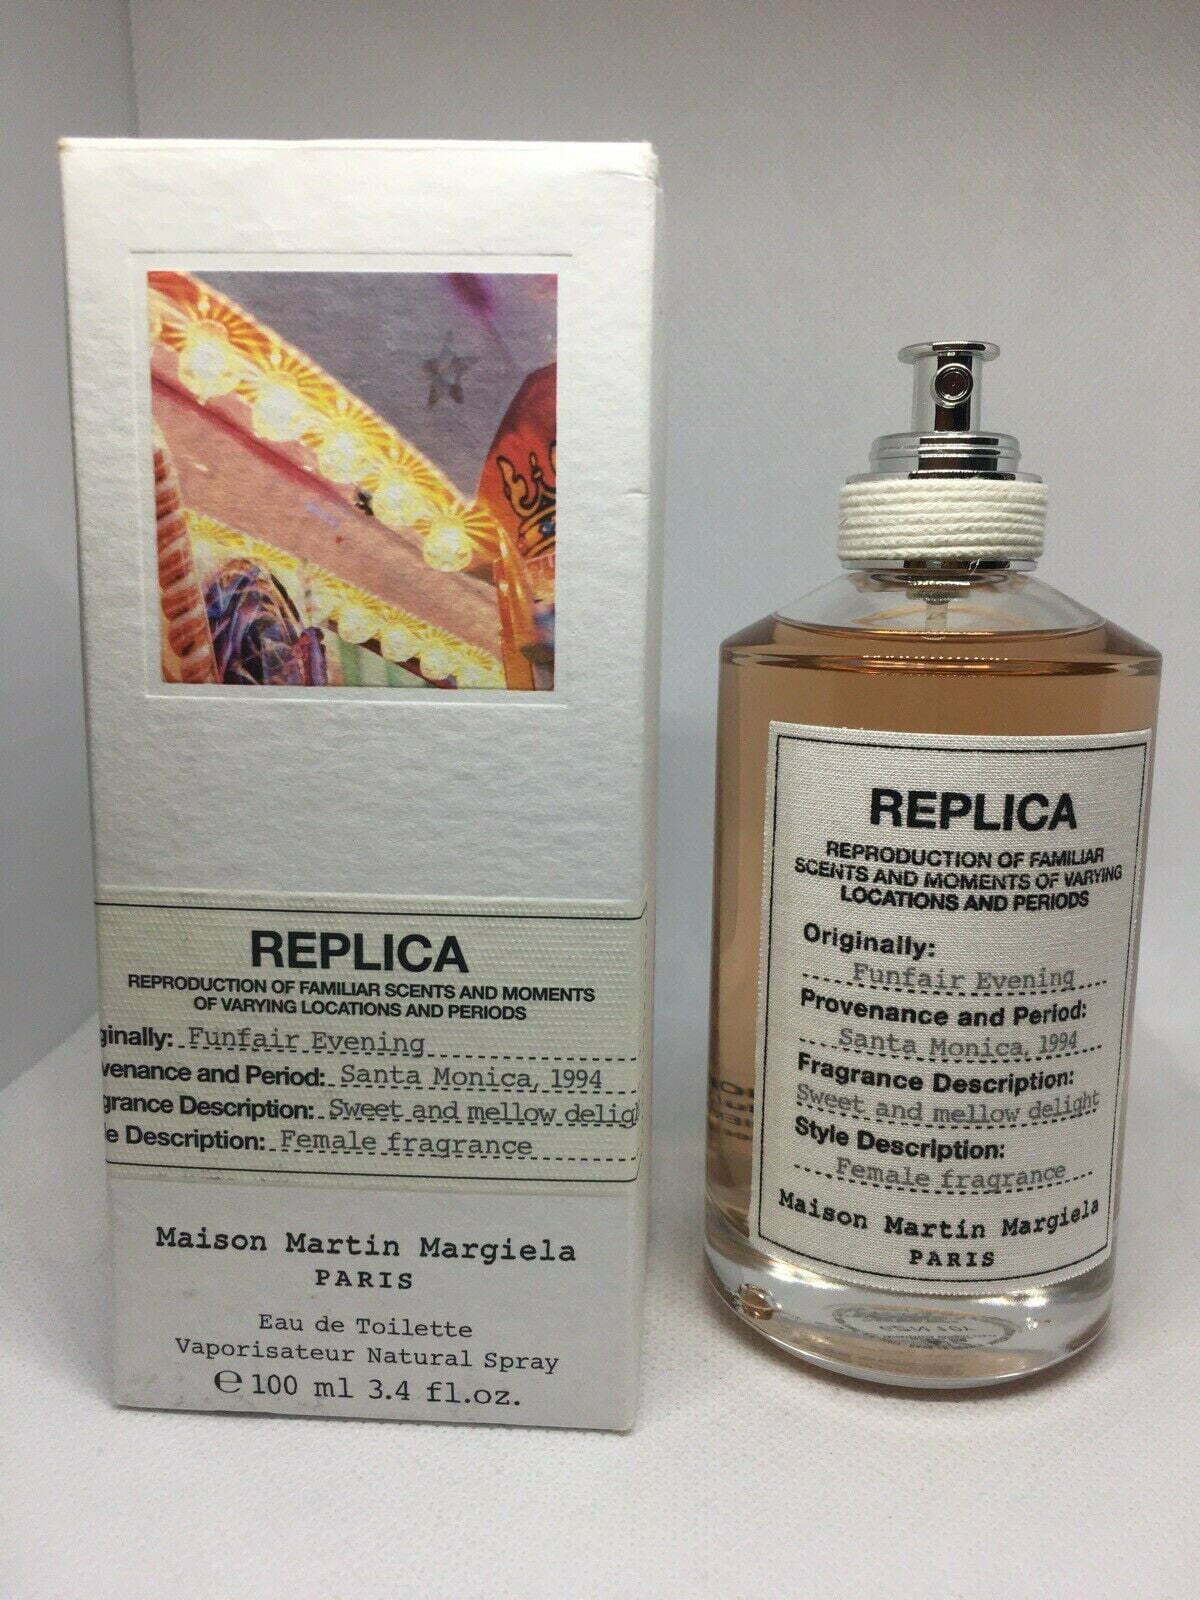 REPLICA
REPRODUCTION OF FAMILIAR SCENTS AND MOMENTS
OF VARYING LOCATIONS AND PERIODS
ginally: Funfair Evening
venance and Period: Santa Monica, 1994
grance Description: Sweet and mellow delig
e Description: Female fragrance
Maison Martin Margiela
PARIS
Eau de Toilette
Vaporisateur Natural Spray
℮ 100 ml 3.4 fl.oz.
REPLICA
REPRODUCTION OF FAMILIAR
SCENTS AND MOMENTS OF VARYING
LOCATIONS AND PERIODS
Originally:
Funfair Evening
Provenance and Period:
Santa Monica, 1994
Fragrance Description:
Sweet and mellow delight
Style Description:
Female fragrance
Maison Martin Margiela
PARIS